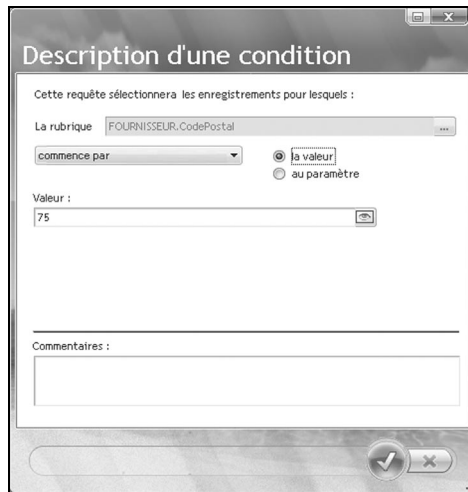 Description d'une condition
Cette requête sélectionnera les enregistrements pour lesquels :
La rubrique FOURNISSEUR.CodePostal ...
commence par la valeur
au paramètre
Valeur :
75
Commentaires :